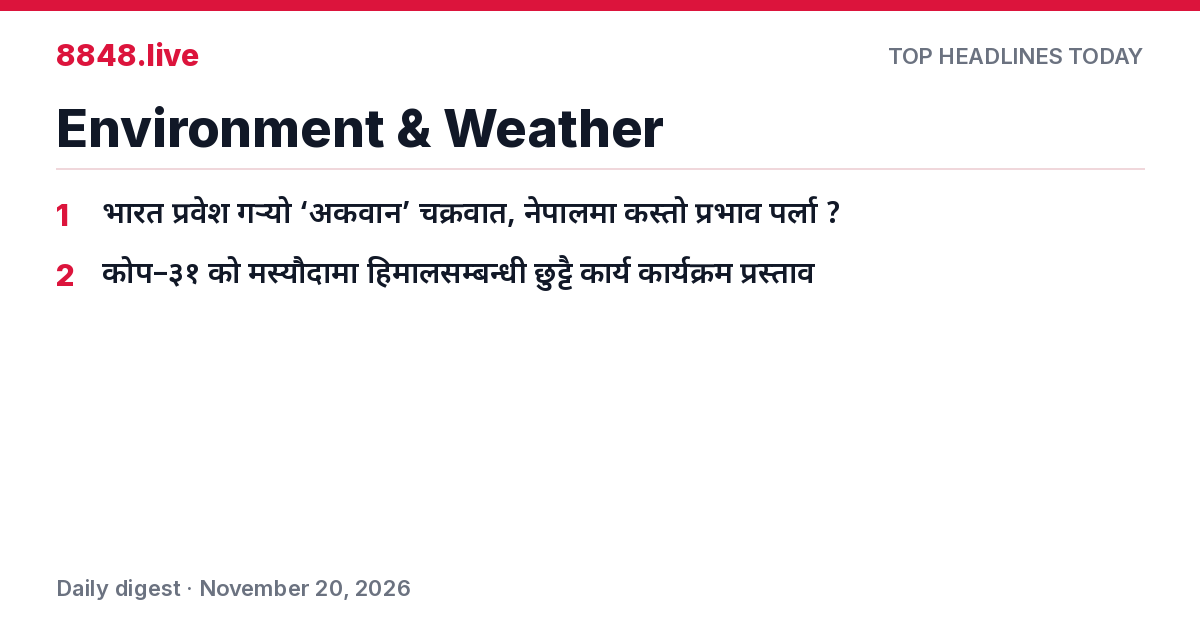 8848.live
TOP HEADLINES TODAY
Environment & Weather
1 भारत प्रवेश गर्‍यो ‘अकवान’ चक्रवात, नेपालमा कस्तो प्रभाव पर्ला ?
2 कोप–३१ को मस्यौदामा हिमालसम्बन्धी छुट्टै कार्य कार्यक्रम प्रस्ताव
Daily digest · November 20, 2026